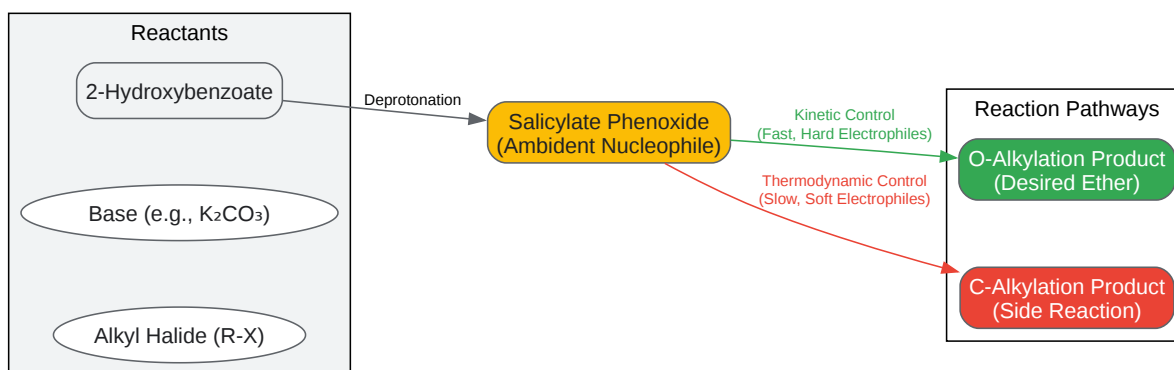 Reactants
2-Hydroxybenzoate
Base (e.g., K₂CO₃)
Alkyl Halide (R-X)
Deprotonation
Salicylate Phenoxide
(Ambident Nucleophile)
Kinetic Control
(Fast, Hard Electrophiles)
Thermodynamic Control
(Slow, Soft Electrophiles)
Reaction Pathways
O-Alkylation Product
(Desired Ether)
C-Alkylation Product
(Side Reaction)